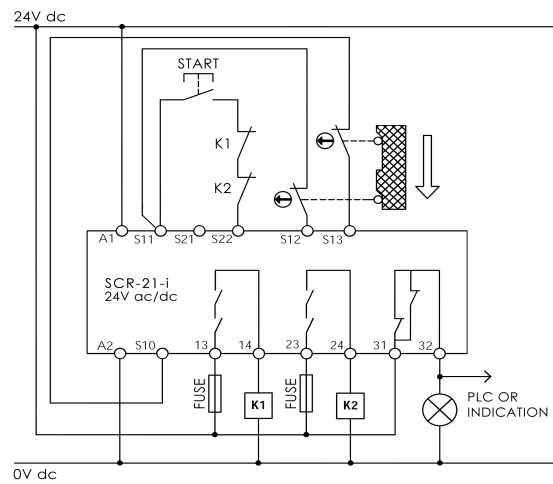 24V dc
START
K1
K2
A1 S11 S21 S22 S12 S13
SCR-21-i
24V ac/dc
A2 S10 13 14 23 24 31 32
FUSE
K1
FUSE
K2
PLC OR
INDICATION
0V dc